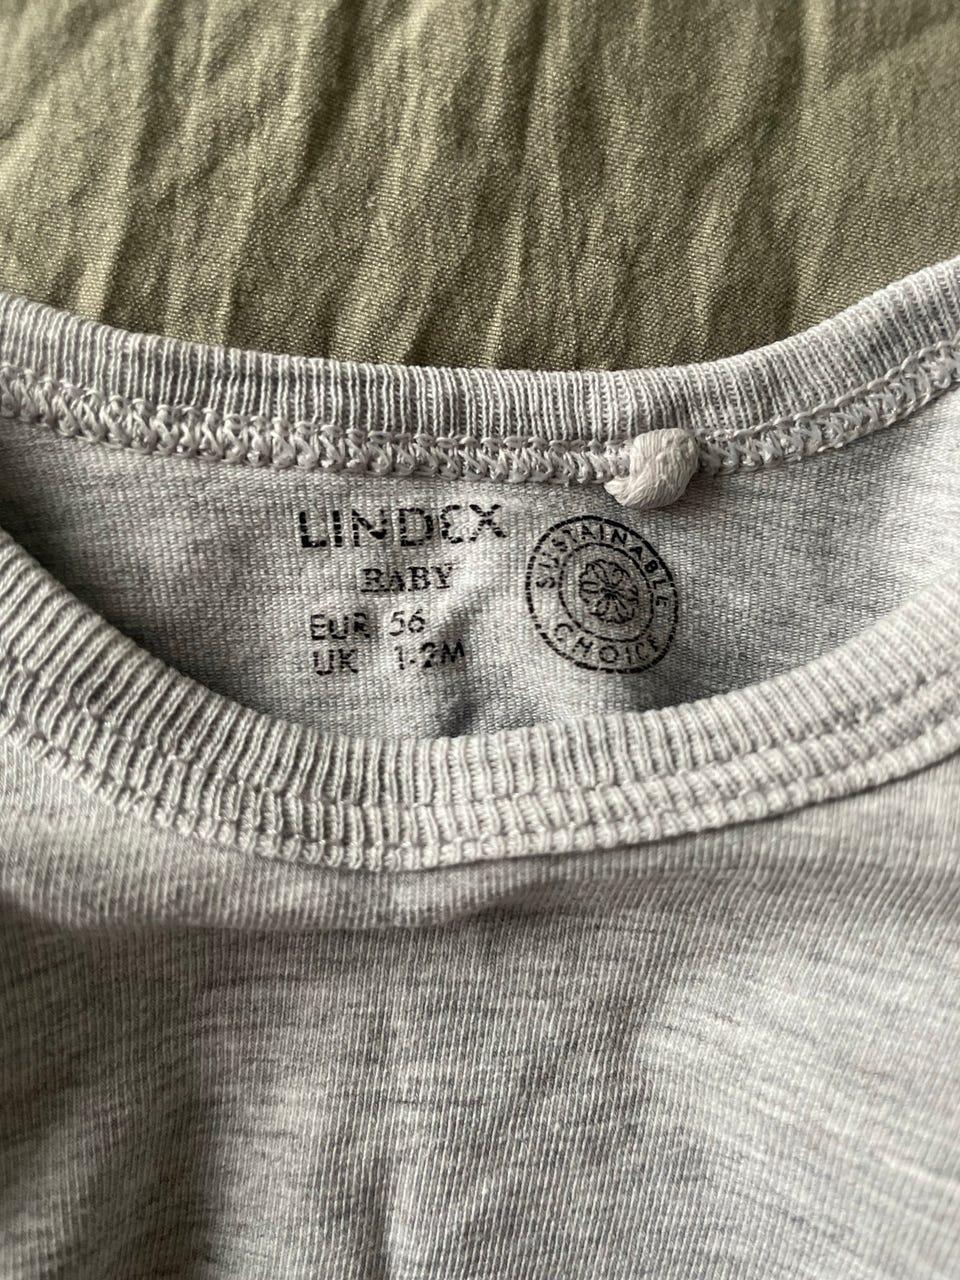 LINDEX
BABY
EUR 56
UK 1-2M
SUSTAINABLE
CHOICE